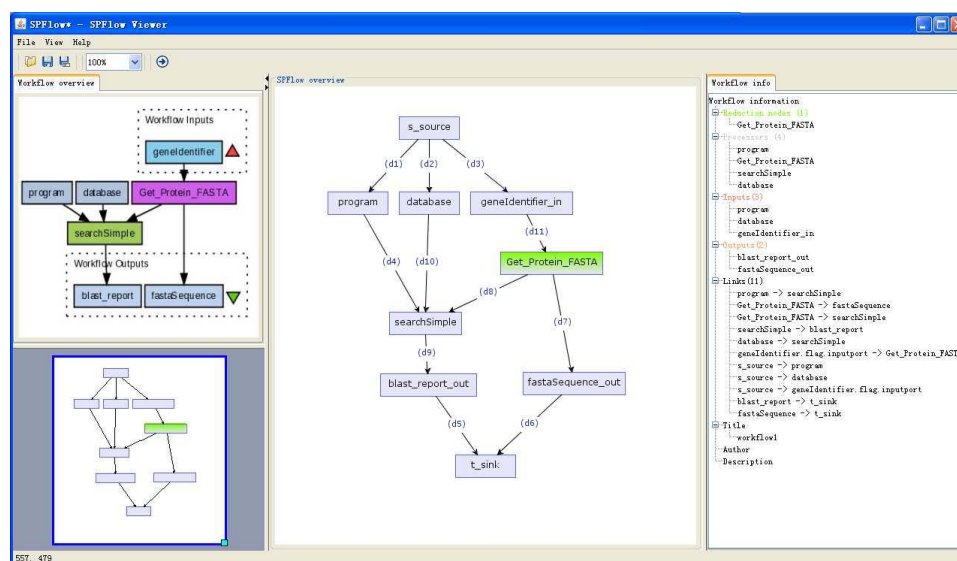 SPFlow* - SPFlow Viewer
File View Help
100%
Workflow overview
Workflow Inputs
geneIdentifier
program
database
Get_Protein_FASTA
searchSimple
Workflow Outputs
blast_report
fastaSequence
557, 479
SPFlow overview
s_source
(d1)
(d2)
(d3)
program
database
geneIdentifier_in
(d11)
(d4)
(d10)
Get_Protein_FASTA
(d8)
searchSimple
(d7)
(d9)
blast_report_out
fastaSequence_out
(d5)
(d6)
t_sink
Workflow info
Workflow information
Reduction nodes (1)
Get_Protein_FASTA
Processors (4)
program
Get_Protein_FASTA
searchSimple
database
Inputs(3)
program
database
geneIdentifier_in
Outputs(2)
blast_report_out
fastaSequence_out
Links(11)
program -> searchSimple
Get_Protein_FASTA -> fastaSequence
Get_Protein_FASTA -> searchSimple
searchSimple -> blast_report
database -> searchSimple
geneIdentifier.flag.inputport -> Get_Protein_FAST
s_source -> program
s_source -> database
s_source -> geneIdentifier.flag.inputport
blast_report -> t_sink
fastaSequence -> t_sink
Title
workflow1
Author
Description